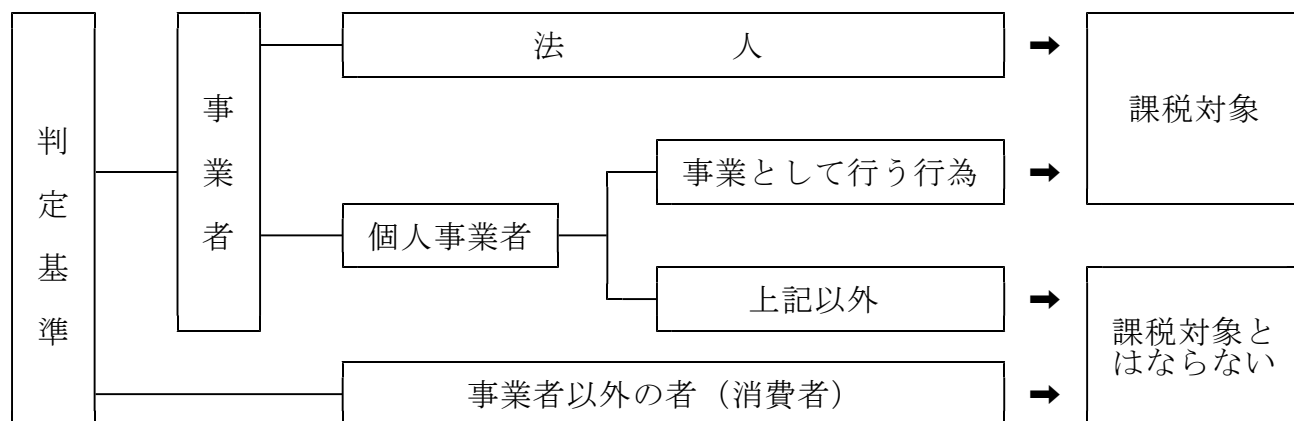 判定基準
事業者
法人
課税対象
事業として行う行為
個人事業者
上記以外
課税対象と
はならない
事業者以外の者（消費者）